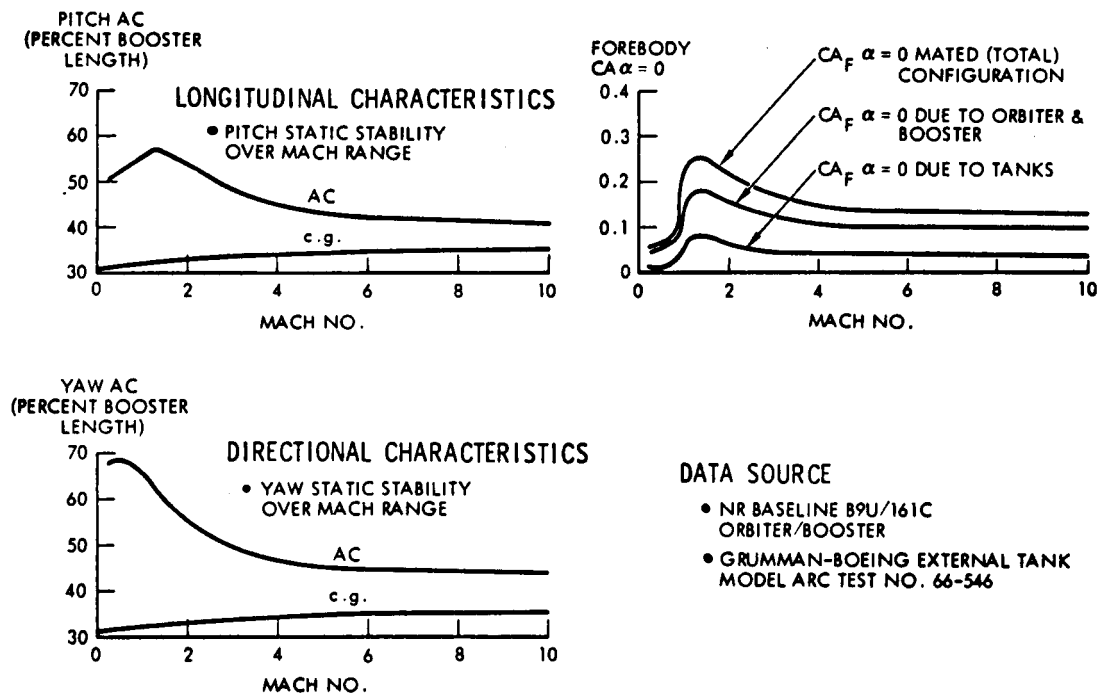 PITCH AC
(PERCENT BOOSTER
LENGTH)
70
60
50
40
30
LONGITUDINAL CHARACTERISTICS
• PITCH STATIC STABILITY
OVER MACH RANGE
AC
c.g.
0 2 4 6 8 10
MACH NO.
FOREBODY
CA α = 0
0.4
0.3
0.2
0.1
0
CA_F α = 0 MATED (TOTAL)
CONFIGURATION
CA_F α = 0 DUE TO ORBITER &
BOOSTER
CA_F α = 0 DUE TO TANKS
0 2 4 6 8 10
MACH NO.
YAW AC
(PERCENT BOOSTER
LENGTH)
70
60
50
40
30
DIRECTIONAL CHARACTERISTICS
• YAW STATIC STABILITY
OVER MACH RANGE
AC
c.g.
0 2 4 6 8 10
MACH NO.
DATA SOURCE
• NR BASELINE B9U/161C
ORBITER/BOOSTER
• GRUMMAN-BOEING EXTERNAL TANK
MODEL ARC TEST NO. 66-546